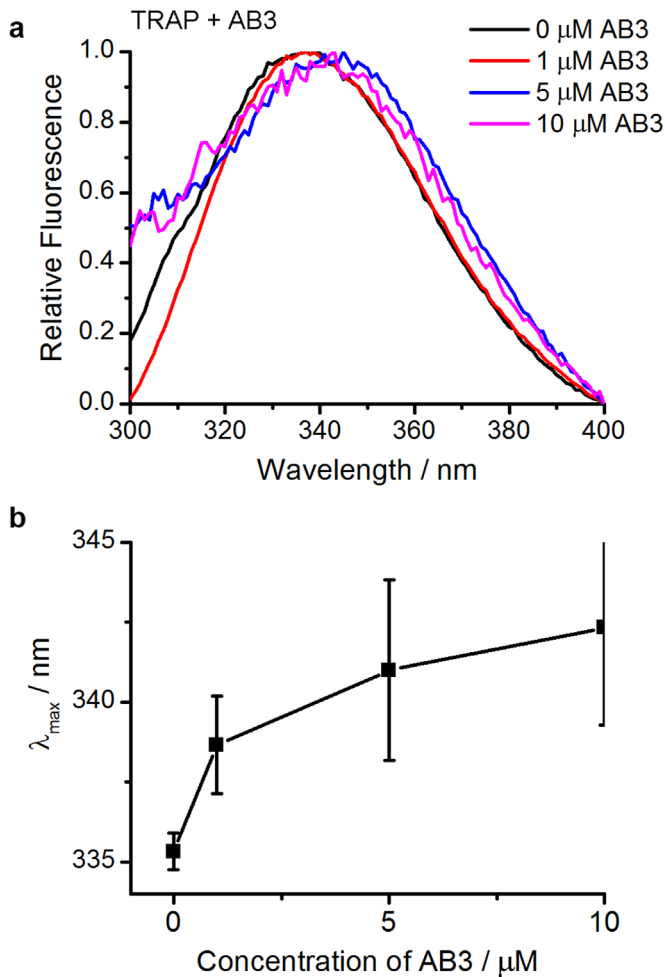 a
TRAP + AB3
0 μM AB3
1 μM AB3
5 μM AB3
10 μM AB3
Relative Fluorescence
1.0
0.8
0.6
0.4
0.2
0.0
300 320 340 360 380 400
Wavelength / nm
b
λmax / nm
345
340
335
0 5 10
Concentration of AB3 / μM